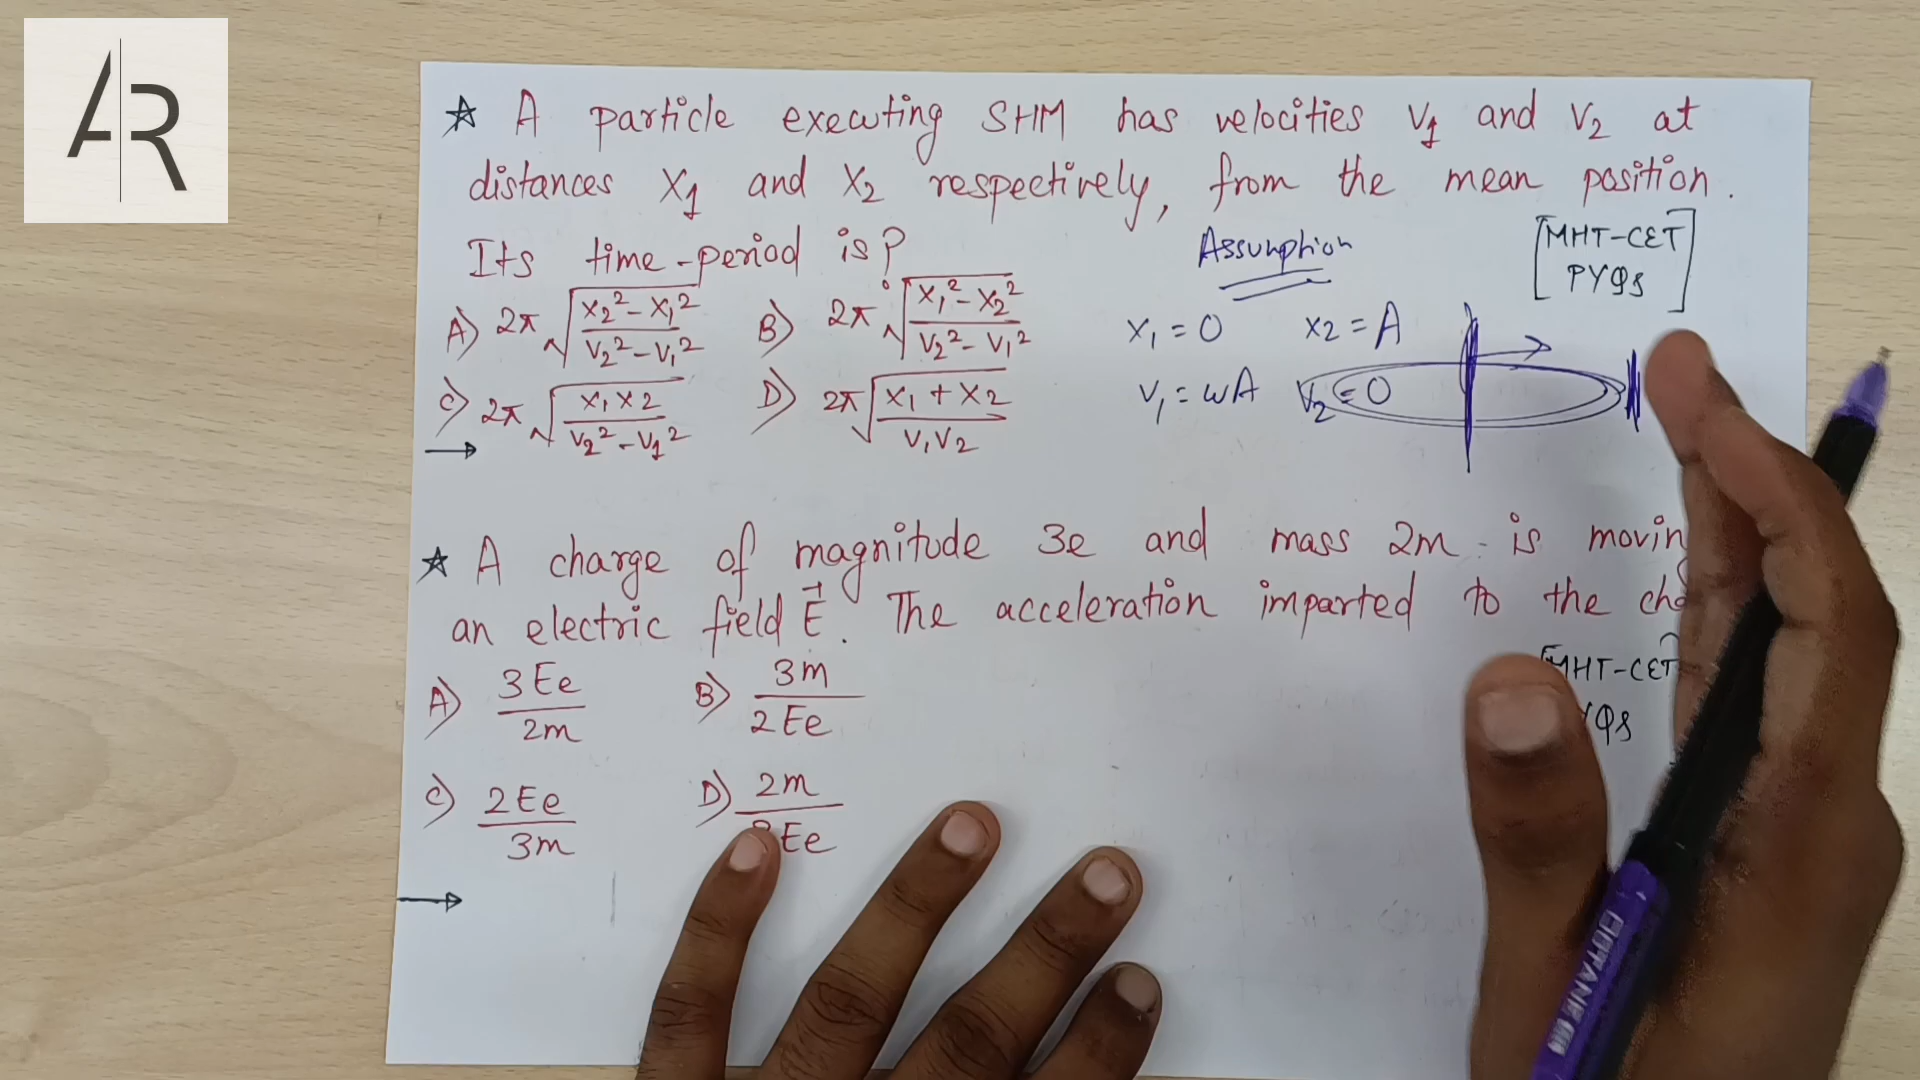 AR
☆ A particle executing SHM has velocities V₁ and V₂ at
distances X₁ and X₂ respectively, from the mean position.
Its time-period is?
Assumption
[MHT-CET
PYQs]
A) 2π √((X₂² - X₁²)/(V₂² - V₁²))
B) 2π √((X₁² - X₂²)/(V₂² - V₁²))
x₁ = 0 x₂ = A
C) 2π √((X₁ X₂)/(V₂² - V₁²))
D) 2π √((X₁ + X₂)/(V₁V₂))
V₁ = ωA V₂ = 0
☆ A charge of magnitude 3e and mass 2m is movin
an electric field E⃗. The acceleration imparted to the
MHT-CET
A) 3Ee/2m
B) 3m/2Ee
C) 2Ee/3m
D) 2m/ Ee